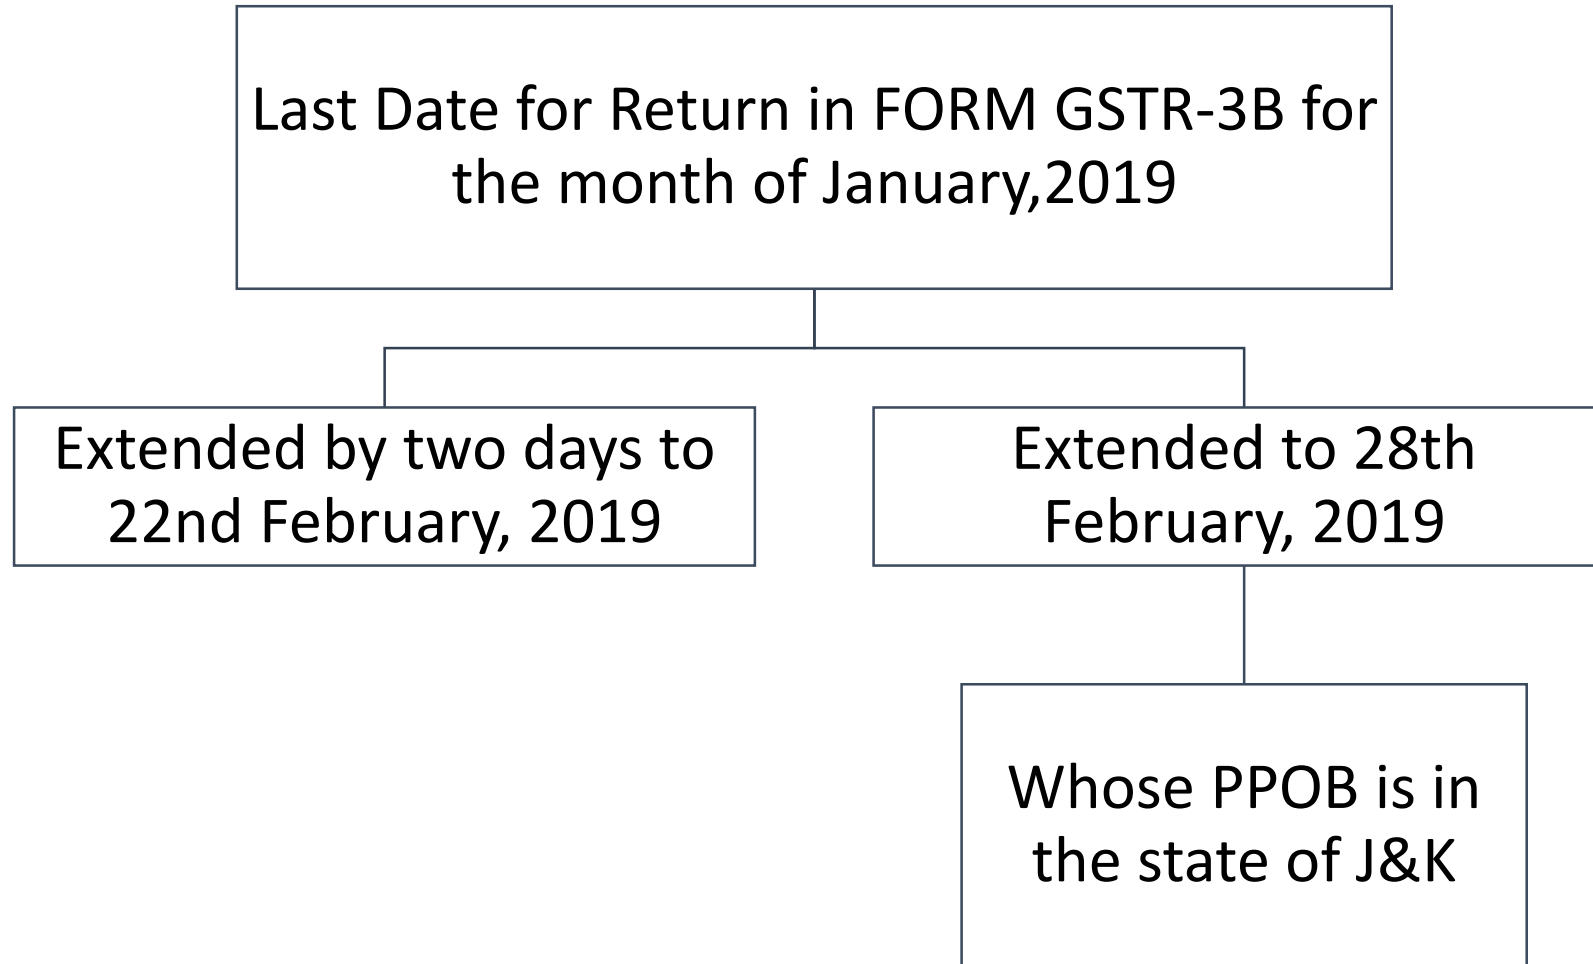 Last Date for Return in FORM GSTR-3B for
the month of January,2019
Extended by two days to
22nd February, 2019
Extended to 28th
February, 2019
Whose PPOB is in
the state of J&K